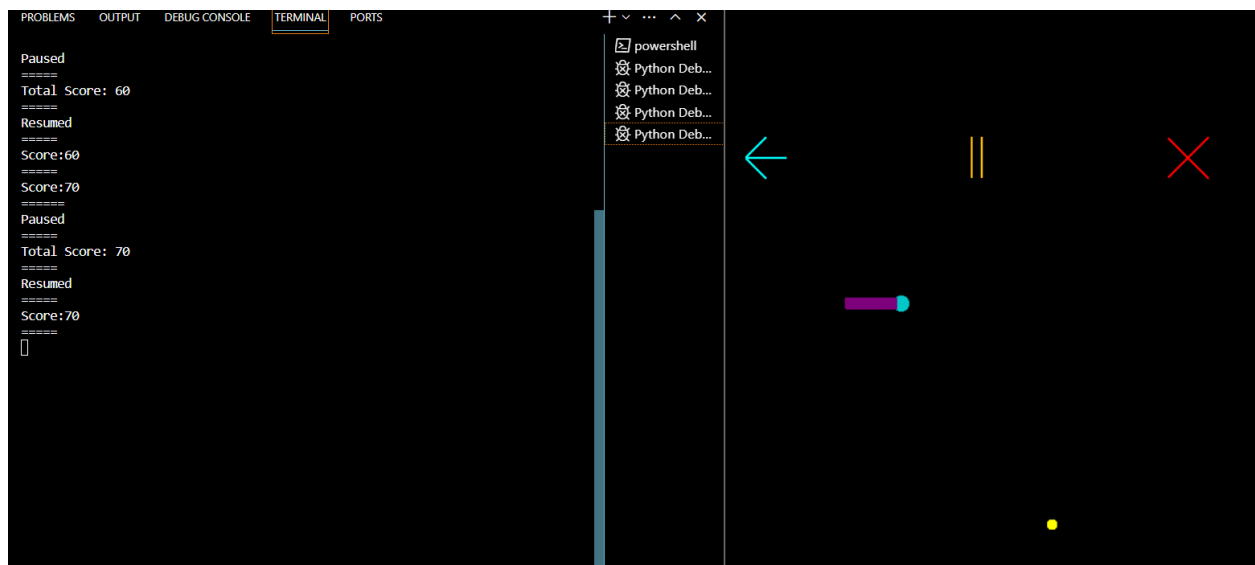 PROBLEMS OUTPUT DEBUG CONSOLE TERMINAL PORTS
Paused
=====
Total Score: 60
=====
Resumed
=====
Score:60
=====
Score:70
======
Paused
=====
Total Score: 70
=====
Resumed
=====
Score:70
=====
powershell
Python Deb...
Python Deb...
Python Deb...
Python Deb...